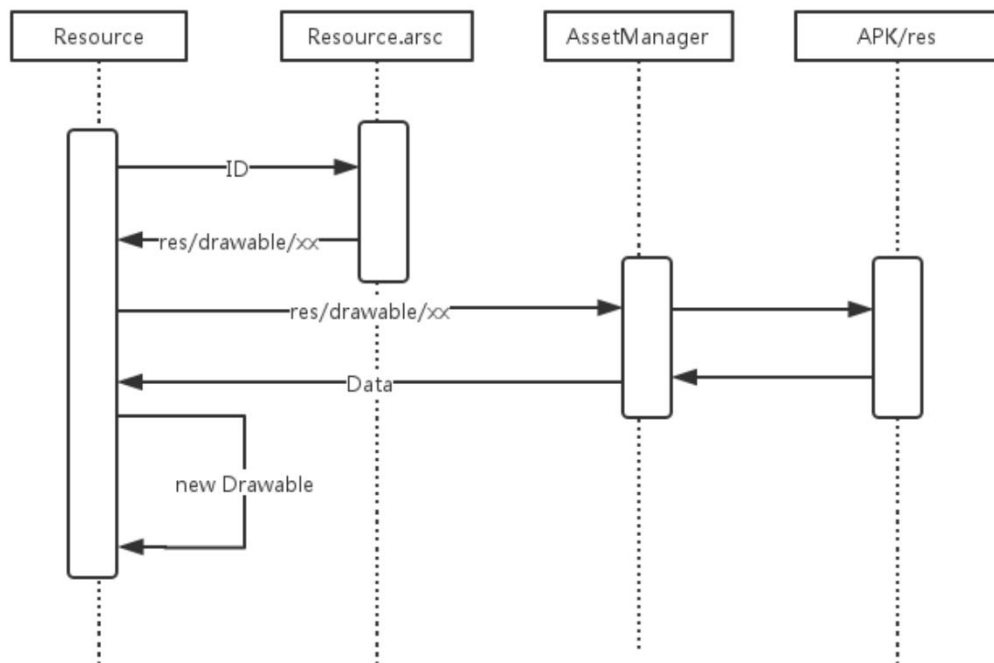 Resource
Resource.arsc
AssetManager
APK/res
ID
res/drawable/xx
res/drawable/xx
Data
new Drawable